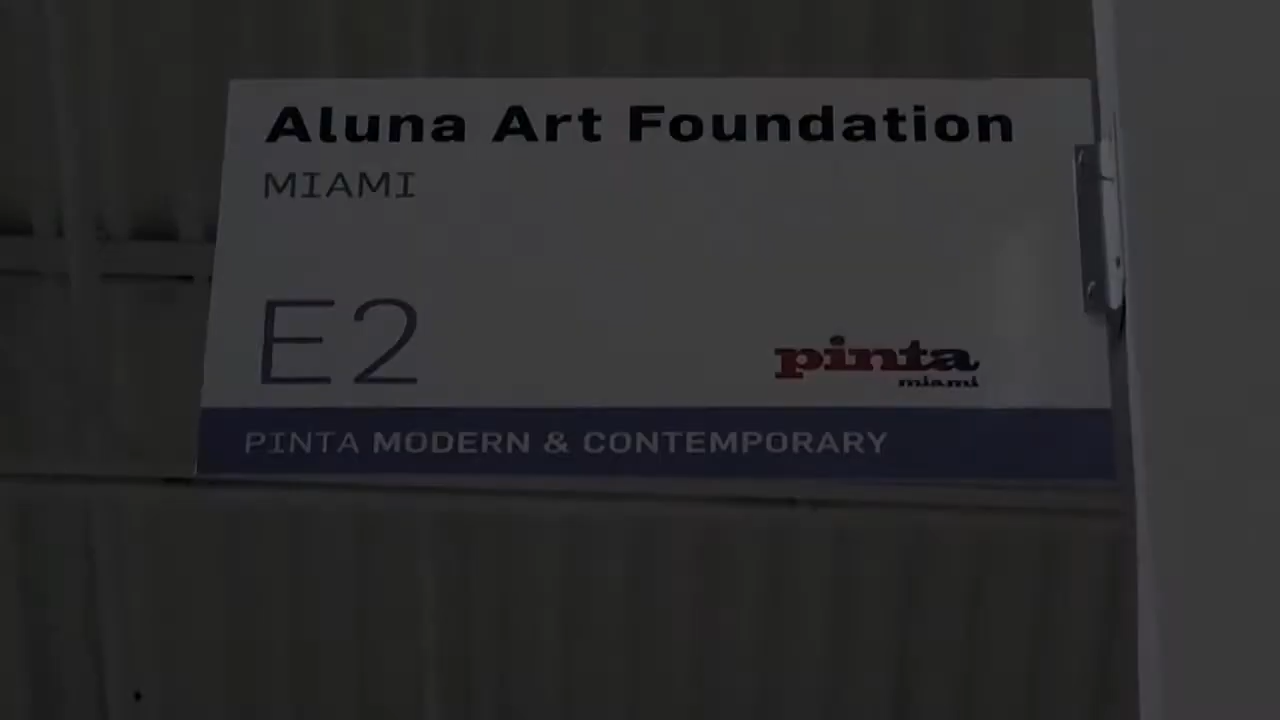 Aluna Art Foundation
MIAMI
E2
pinta
miami
PINTA MODERN & CONTEMPORARY